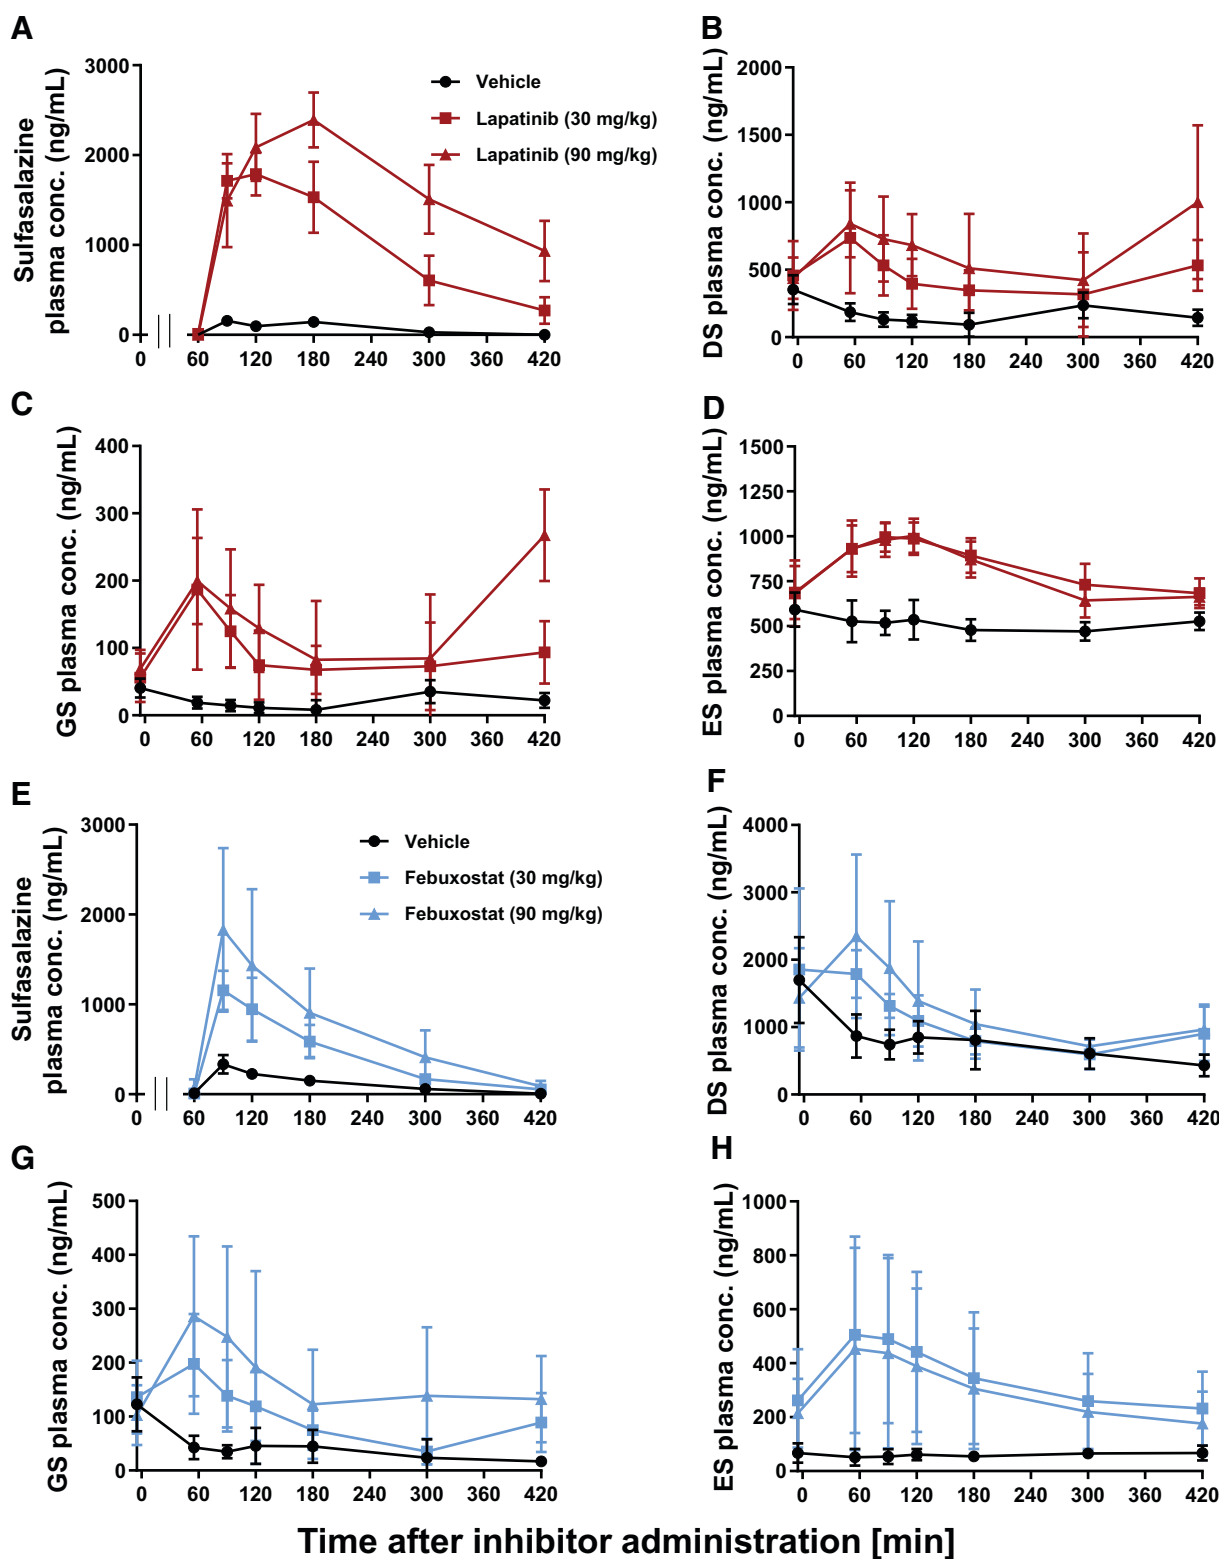 A
Sulfasalazine
plasma conc. (ng/mL)
3000
2000
1000
0
0 60 120 180 240 300 360 420
Vehicle
Lapatinib (30 mg/kg)
Lapatinib (90 mg/kg)
B
DS plasma conc. (ng/mL)
2000
1500
1000
500
0
0 60 120 180 240 300 360 420
C
GS plasma conc. (ng/mL)
400
300
200
100
0
0 60 120 180 240 300 360 420
D
ES plasma conc. (ng/mL)
1500
1250
1000
750
500
250
0
0 60 120 180 240 300 360 420
E
Sulfasalazine
plasma conc. (ng/mL)
3000
2000
1000
0
0 60 120 180 240 300 360 420
Vehicle
Febuxostat (30 mg/kg)
Febuxostat (90 mg/kg)
F
DS plasma conc. (ng/mL)
4000
3000
2000
1000
0
0 60 120 180 240 300 360 420
G
GS plasma conc. (ng/mL)
500
400
300
200
100
0
0 60 120 180 240 300 360 420
H
ES plasma conc. (ng/mL)
1000
800
600
400
200
0
0 60 120 180 240 300 360 420
Time after inhibitor administration [min]